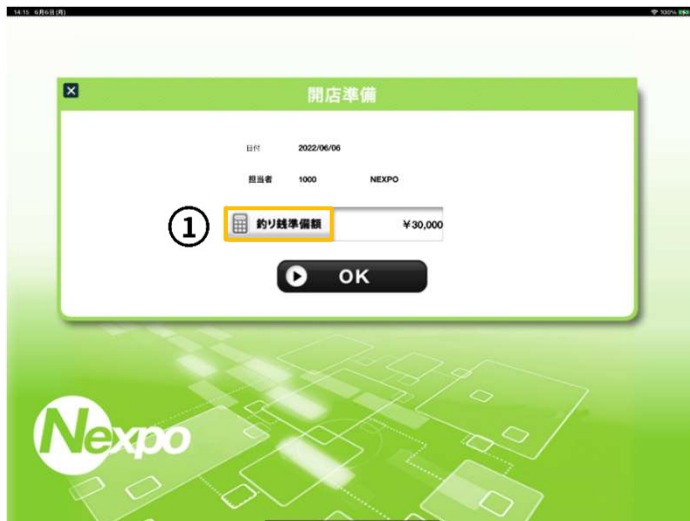 14:15 6月6日(月) 100%
開店準備
日付 2022/06/06
担当者 1000 NEXPO
① 釣り銭準備額 ¥30,000
OK
Nexpo